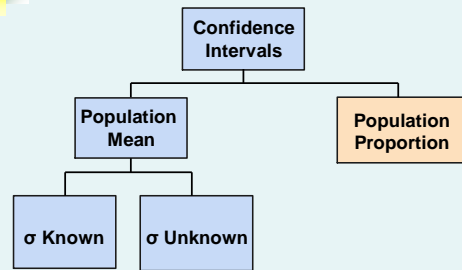 Confidence
Intervals
Population
Mean
Population
Proportion
σ Known
σ Unknown